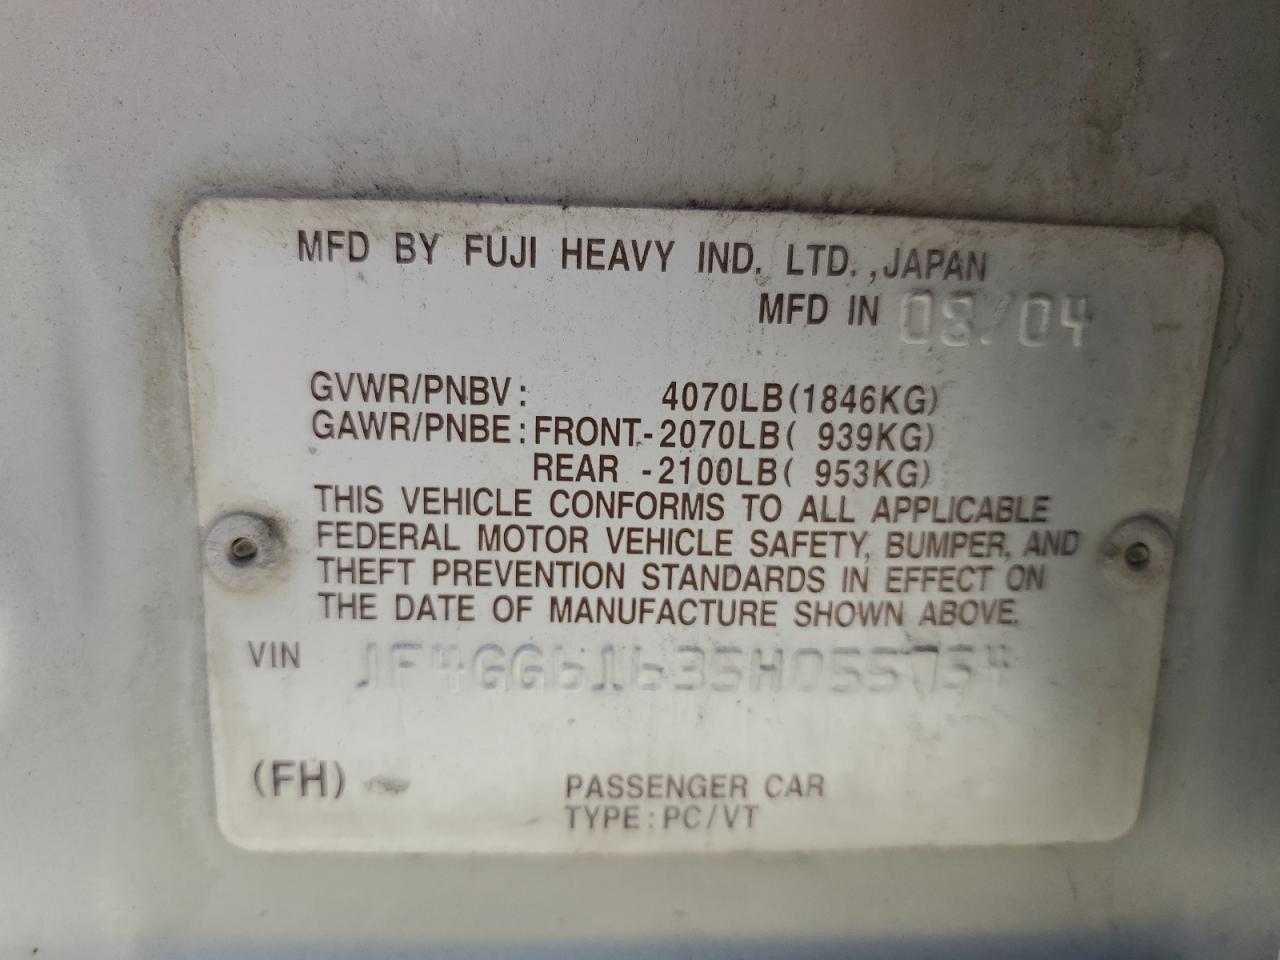 MFD BY FUJI HEAVY IND. LTD. ,JAPAN
MFD IN 08/04
GVWR/PNBV: 4070LB(1846KG)
GAWR/PNBE:FRONT-2070LB( 939KG)
REAR -2100LB( 953KG)
THIS VEHICLE CONFORMS TO ALL APPLICABLE
FEDERAL MOTOR VEHICLE SAFETY, BUMPER, AND
THEFT PREVENTION STANDARDS IN EFFECT ON
THE DATE OF MANUFACTURE SHOWN ABOVE.
VIN JF4GG61635H055754
(FH)
PASSENGER CAR
TYPE:PC/VT